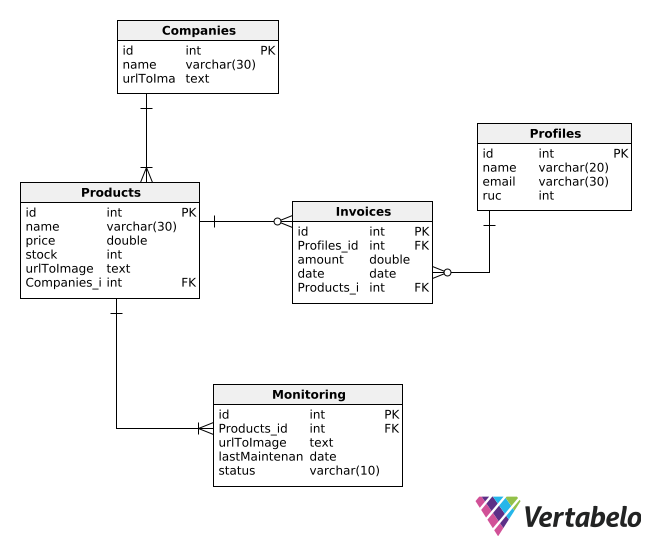 Companies
id int PK
name varchar(30)
urlToIma text
Profiles
id int PK
name varchar(20)
email varchar(30)
ruc int
Products
id int PK
name varchar(30)
price double
stock int
urlToImage text
Companies_i int FK
Invoices
id int PK
Profiles_id int FK
amount double
date date
Products_i int FK
Monitoring
id int PK
Products_id int FK
urlToImage text
lastMaintenan date
status varchar(10)
Vertabelo